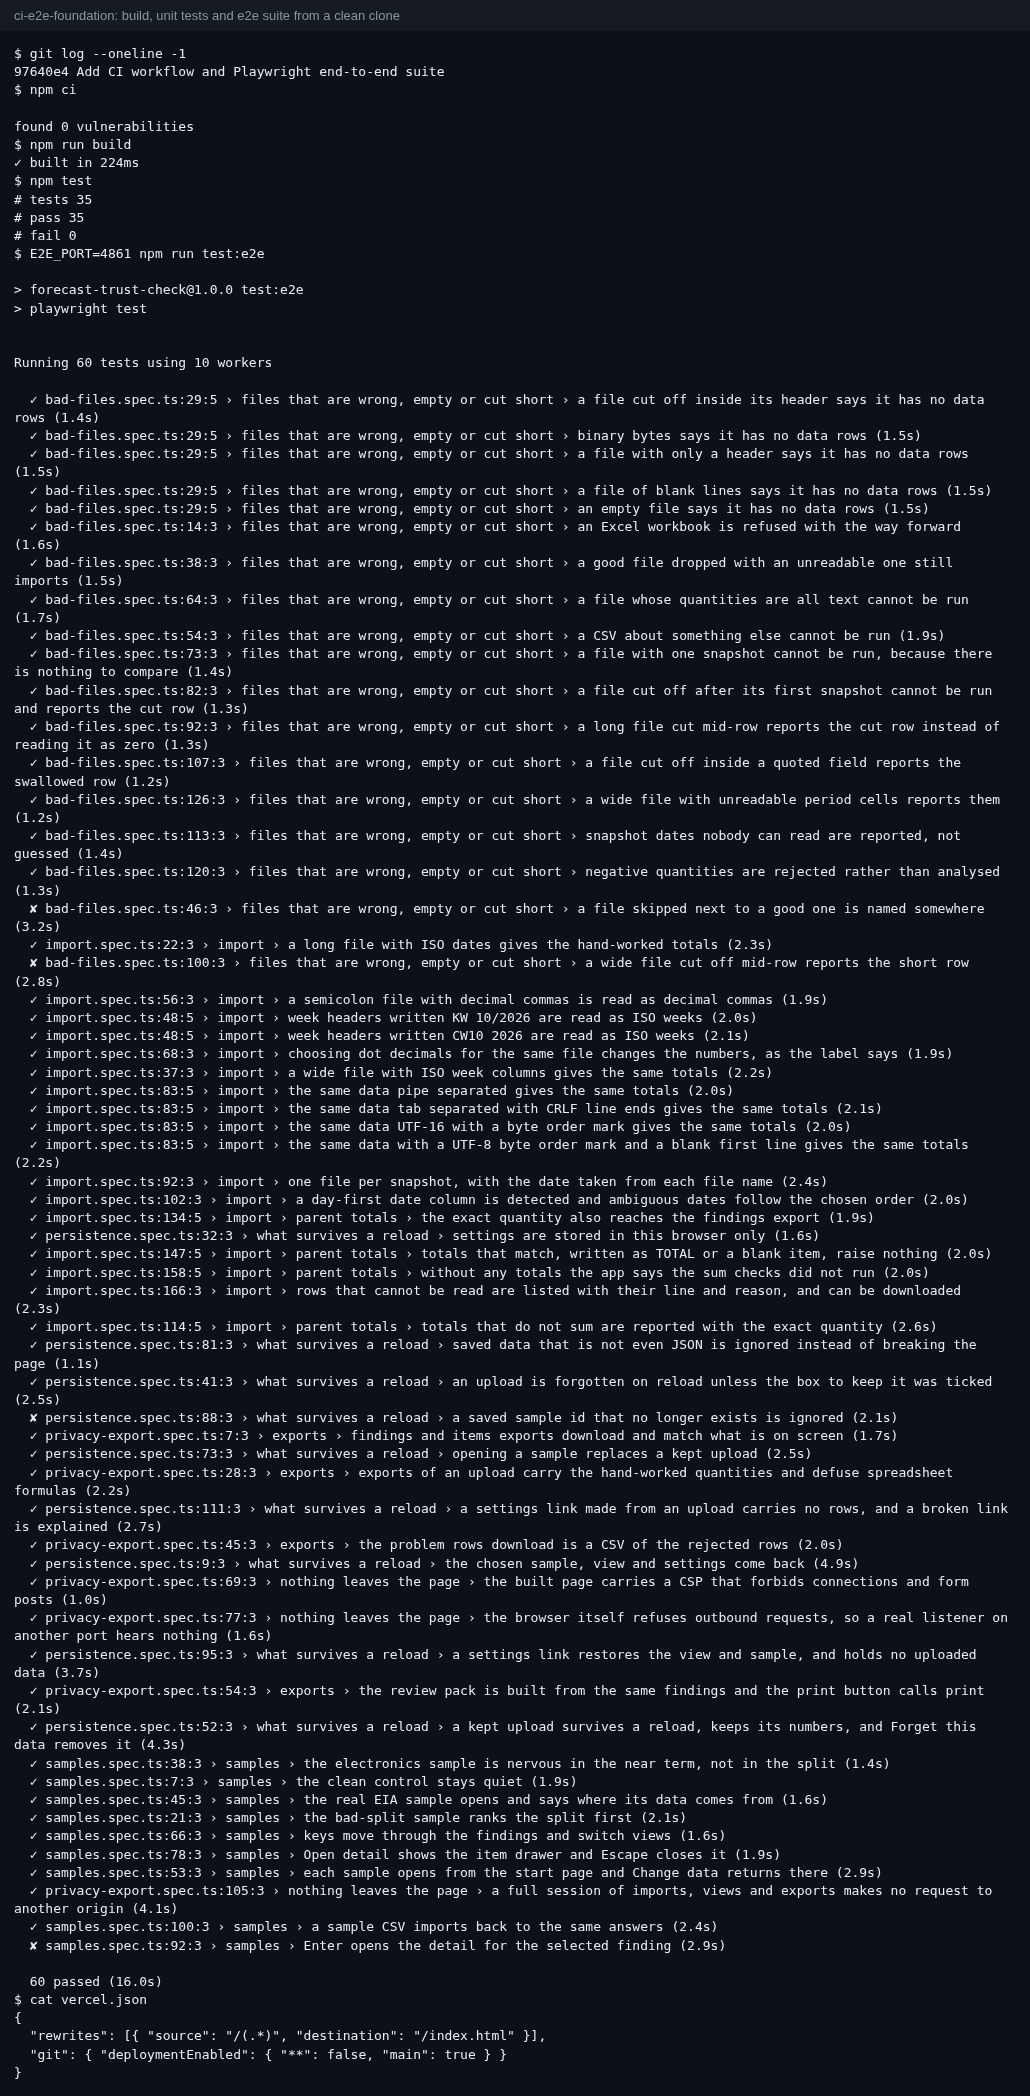 ci-e2e-foundation: build, unit tests and e2e suite from a clean clone
$ git log --oneline -1
97640e4 Add CI workflow and Playwright end-to-end suite
$ npm ci
found 0 vulnerabilities
$ npm run build
✓ built in 224ms
$ npm test
# tests 35
# pass 35
# fail 0
$ E2E_PORT=4861 npm run test:e2e
> forecast-trust-check@1.0.0 test:e2e
> playwright test
Running 60 tests using 10 workers
✓ bad-files.spec.ts:29:5 › files that are wrong, empty or cut short › a file cut off inside its header says it has no data
rows (1.4s)
✓ bad-files.spec.ts:29:5 › files that are wrong, empty or cut short › binary bytes says it has no data rows (1.5s)
✓ bad-files.spec.ts:29:5 › files that are wrong, empty or cut short › a file with only a header says it has no data rows
(1.5s)
✓ bad-files.spec.ts:29:5 › files that are wrong, empty or cut short › a file of blank lines says it has no data rows (1.5s)
✓ bad-files.spec.ts:29:5 › files that are wrong, empty or cut short › an empty file says it has no data rows (1.5s)
✓ bad-files.spec.ts:14:3 › files that are wrong, empty or cut short › an Excel workbook is refused with the way forward
(1.6s)
✓ bad-files.spec.ts:38:3 › files that are wrong, empty or cut short › a good file dropped with an unreadable one still
imports (1.5s)
✓ bad-files.spec.ts:64:3 › files that are wrong, empty or cut short › a file whose quantities are all text cannot be run
(1.7s)
✓ bad-files.spec.ts:54:3 › files that are wrong, empty or cut short › a CSV about something else cannot be run (1.9s)
✓ bad-files.spec.ts:73:3 › files that are wrong, empty or cut short › a file with one snapshot cannot be run, because there
is nothing to compare (1.4s)
✓ bad-files.spec.ts:82:3 › files that are wrong, empty or cut short › a file cut off after its first snapshot cannot be run
and reports the cut row (1.3s)
✓ bad-files.spec.ts:92:3 › files that are wrong, empty or cut short › a long file cut mid-row reports the cut row instead of
reading it as zero (1.3s)
✓ bad-files.spec.ts:107:3 › files that are wrong, empty or cut short › a file cut off inside a quoted field reports the
swallowed row (1.2s)
✓ bad-files.spec.ts:126:3 › files that are wrong, empty or cut short › a wide file with unreadable period cells reports them
(1.2s)
✓ bad-files.spec.ts:113:3 › files that are wrong, empty or cut short › snapshot dates nobody can read are reported, not
guessed (1.4s)
✓ bad-files.spec.ts:120:3 › files that are wrong, empty or cut short › negative quantities are rejected rather than analysed
(1.3s)
✘ bad-files.spec.ts:46:3 › files that are wrong, empty or cut short › a file skipped next to a good one is named somewhere
(3.2s)
✓ import.spec.ts:22:3 › import › a long file with ISO dates gives the hand-worked totals (2.3s)
✘ bad-files.spec.ts:100:3 › files that are wrong, empty or cut short › a wide file cut off mid-row reports the short row
(2.8s)
✓ import.spec.ts:56:3 › import › a semicolon file with decimal commas is read as decimal commas (1.9s)
✓ import.spec.ts:48:5 › import › week headers written KW 10/2026 are read as ISO weeks (2.0s)
✓ import.spec.ts:48:5 › import › week headers written CW10 2026 are read as ISO weeks (2.1s)
✓ import.spec.ts:68:3 › import › choosing dot decimals for the same file changes the numbers, as the label says (1.9s)
✓ import.spec.ts:37:3 › import › a wide file with ISO week columns gives the same totals (2.2s)
✓ import.spec.ts:83:5 › import › the same data pipe separated gives the same totals (2.0s)
✓ import.spec.ts:83:5 › import › the same data tab separated with CRLF line ends gives the same totals (2.1s)
✓ import.spec.ts:83:5 › import › the same data UTF-16 with a byte order mark gives the same totals (2.0s)
✓ import.spec.ts:83:5 › import › the same data with a UTF-8 byte order mark and a blank first line gives the same totals
(2.2s)
✓ import.spec.ts:92:3 › import › one file per snapshot, with the date taken from each file name (2.4s)
✓ import.spec.ts:102:3 › import › a day-first date column is detected and ambiguous dates follow the chosen order (2.0s)
✓ import.spec.ts:134:5 › import › parent totals › the exact quantity also reaches the findings export (1.9s)
✓ persistence.spec.ts:32:3 › what survives a reload › settings are stored in this browser only (1.6s)
✓ import.spec.ts:147:5 › import › parent totals › totals that match, written as TOTAL or a blank item, raise nothing (2.0s)
✓ import.spec.ts:158:5 › import › parent totals › without any totals the app says the sum checks did not run (2.0s)
✓ import.spec.ts:166:3 › import › rows that cannot be read are listed with their line and reason, and can be downloaded
(2.3s)
✓ import.spec.ts:114:5 › import › parent totals › totals that do not sum are reported with the exact quantity (2.6s)
✓ persistence.spec.ts:81:3 › what survives a reload › saved data that is not even JSON is ignored instead of breaking the
page (1.1s)
✓ persistence.spec.ts:41:3 › what survives a reload › an upload is forgotten on reload unless the box to keep it was ticked
(2.5s)
✘ persistence.spec.ts:88:3 › what survives a reload › a saved sample id that no longer exists is ignored (2.1s)
✓ privacy-export.spec.ts:7:3 › exports › findings and items exports download and match what is on screen (1.7s)
✓ persistence.spec.ts:73:3 › what survives a reload › opening a sample replaces a kept upload (2.5s)
✓ privacy-export.spec.ts:28:3 › exports › exports of an upload carry the hand-worked quantities and defuse spreadsheet
formulas (2.2s)
✓ persistence.spec.ts:111:3 › what survives a reload › a settings link made from an upload carries no rows, and a broken link
is explained (2.7s)
✓ privacy-export.spec.ts:45:3 › exports › the problem rows download is a CSV of the rejected rows (2.0s)
✓ persistence.spec.ts:9:3 › what survives a reload › the chosen sample, view and settings come back (4.9s)
✓ privacy-export.spec.ts:69:3 › nothing leaves the page › the built page carries a CSP that forbids connections and form
posts (1.0s)
✓ privacy-export.spec.ts:77:3 › nothing leaves the page › the browser itself refuses outbound requests, so a real listener on
another port hears nothing (1.6s)
✓ persistence.spec.ts:95:3 › what survives a reload › a settings link restores the view and sample, and holds no uploaded
data (3.7s)
✓ privacy-export.spec.ts:54:3 › exports › the review pack is built from the same findings and the print button calls print
(2.1s)
✓ persistence.spec.ts:52:3 › what survives a reload › a kept upload survives a reload, keeps its numbers, and Forget this
data removes it (4.3s)
✓ samples.spec.ts:38:3 › samples › the electronics sample is nervous in the near term, not in the split (1.4s)
✓ samples.spec.ts:7:3 › samples › the clean control stays quiet (1.9s)
✓ samples.spec.ts:45:3 › samples › the real EIA sample opens and says where its data comes from (1.6s)
✓ samples.spec.ts:21:3 › samples › the bad-split sample ranks the split first (2.1s)
✓ samples.spec.ts:66:3 › samples › keys move through the findings and switch views (1.6s)
✓ samples.spec.ts:78:3 › samples › Open detail shows the item drawer and Escape closes it (1.9s)
✓ samples.spec.ts:53:3 › samples › each sample opens from the start page and Change data returns there (2.9s)
✓ privacy-export.spec.ts:105:3 › nothing leaves the page › a full session of imports, views and exports makes no request to
another origin (4.1s)
✓ samples.spec.ts:100:3 › samples › a sample CSV imports back to the same answers (2.4s)
✘ samples.spec.ts:92:3 › samples › Enter opens the detail for the selected finding (2.9s)
60 passed (16.0s)
$ cat vercel.json
{
"rewrites": [{ "source": "/(.*)", "destination": "/index.html" }],
"git": { "deploymentEnabled": { "**": false, "main": true } }
}